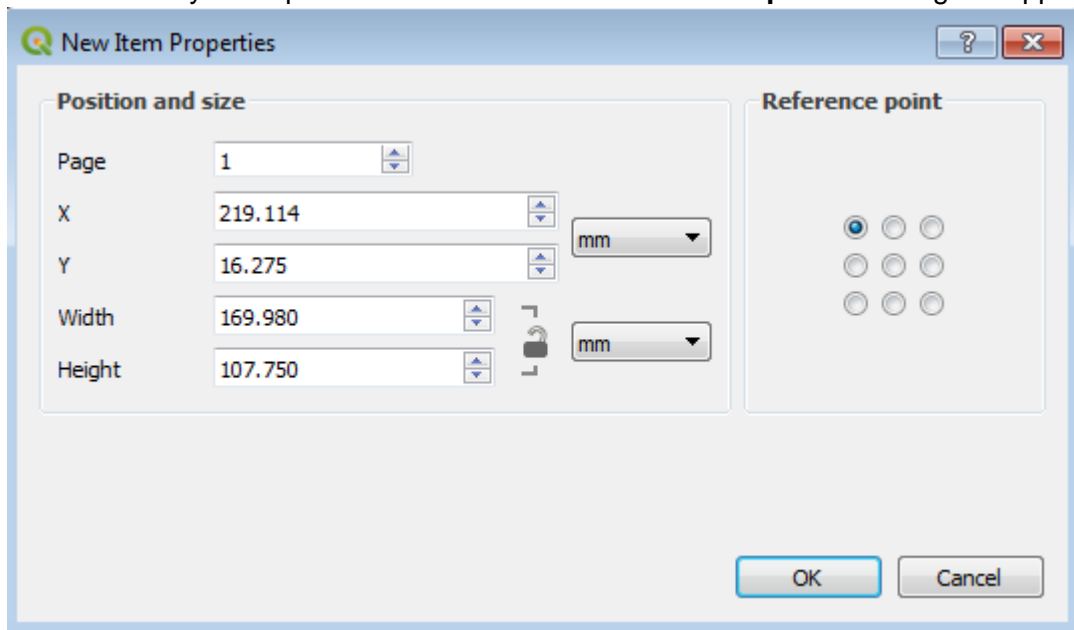 New Item Properties
Position and size
Page 1
X 219.114
mm
Y 16.275
Width 169.980
mm
Height 107.750
Reference point
OK Cancel